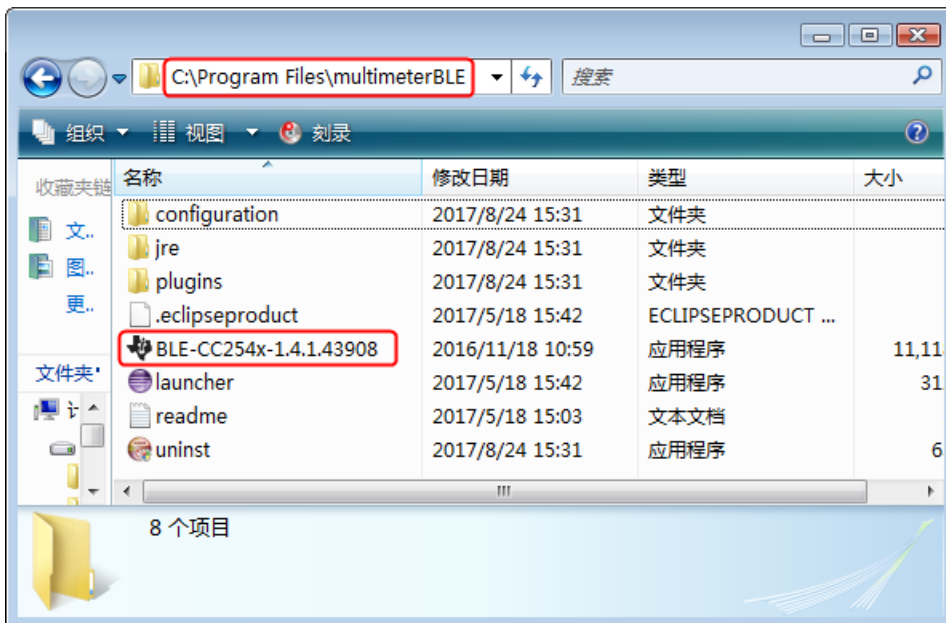 C:\Program Files\multimeterBLE 搜索
组织 视图 刻录
收藏夹链 名称 修改日期 类型 大小
configuration 2017/8/24 15:31 文件夹
文.. jre 2017/8/24 15:31 文件夹
图.. plugins 2017/8/24 15:31 文件夹
更.. .eclipseproduct 2017/5/18 15:42 ECLIPSEPRODUCT ...
BLE-CC254x-1.4.1.43908 2016/11/18 10:59 应用程序 11,11
文件夹 launcher 2017/5/18 15:42 应用程序 31
readme 2017/5/18 15:03 文本文档
uninst 2017/8/24 15:31 应用程序 6
8 个项目